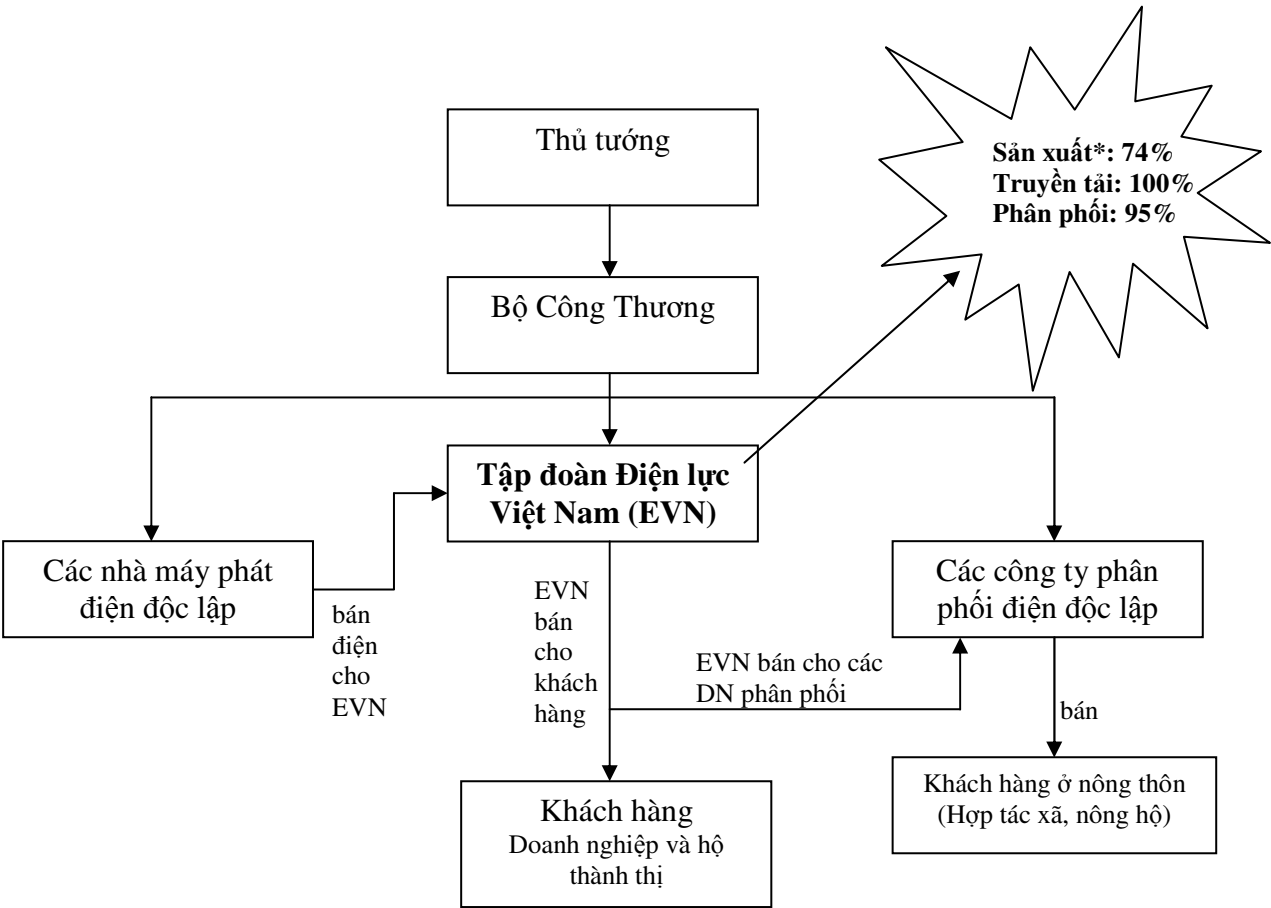 Thủ tướng
Sản xuất*: 74%
Truyền tải: 100%
Phân phối: 95%
Bộ Công Thương
Tập đoàn Điện lực
Việt Nam (EVN)
Các nhà máy phát
điện độc lập
Các công ty phân
phối điện độc lập
bán
điện
cho
EVN
EVN
bán
cho
khách
hàng
EVN bán cho các
DN phân phối
bán
Khách hàng
Doanh nghiệp và hộ
thành thị
Khách hàng ở nông thôn
(Hợp tác xã, nông hộ)